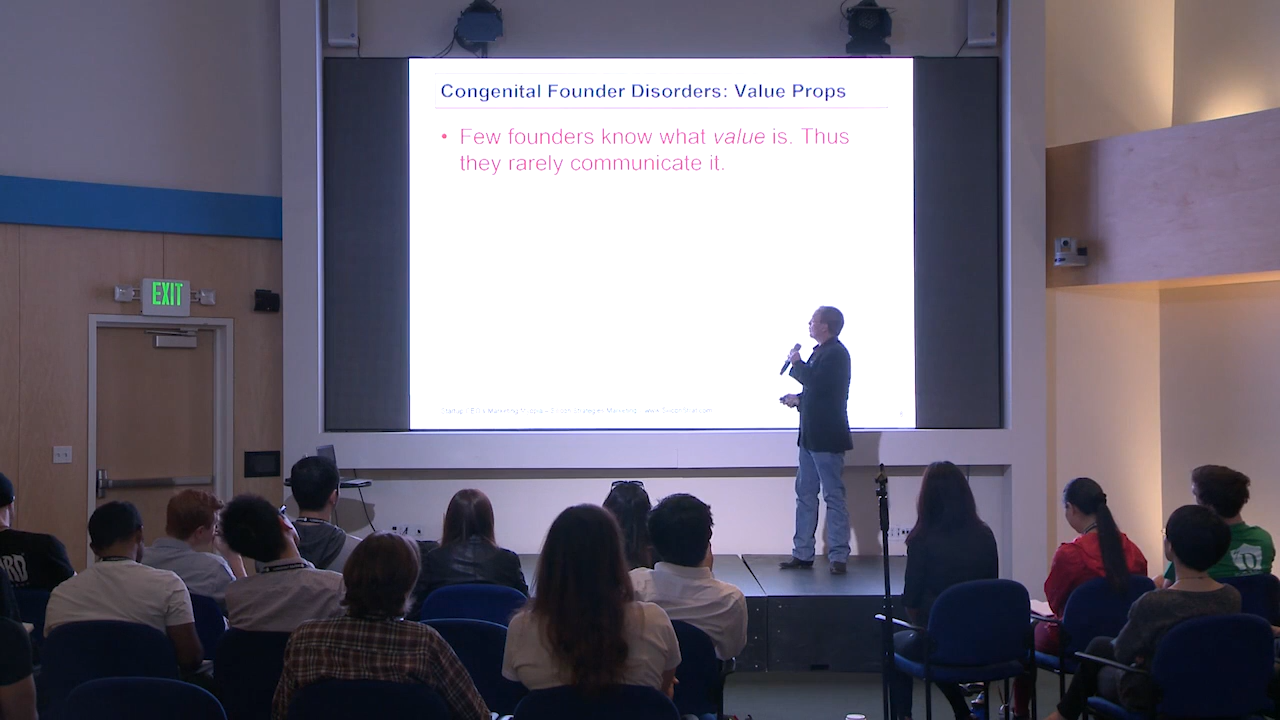 Congenital Founder Disorders: Value Props
• Few founders know what value is. Thus
they rarely communicate it.
EXIT